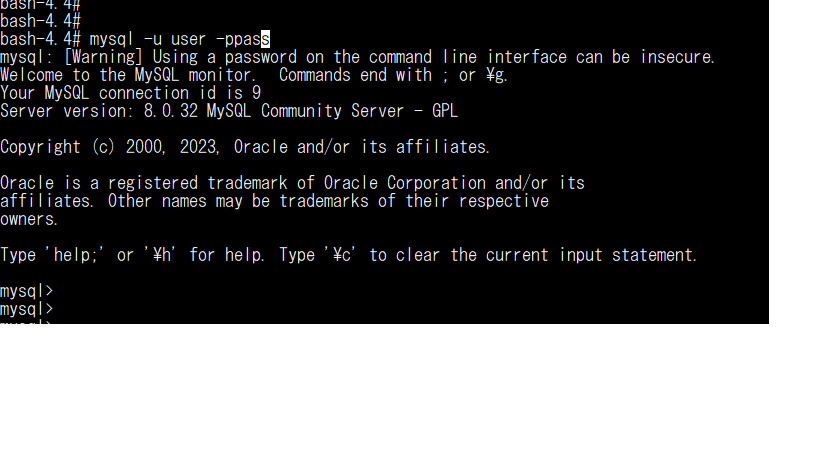 bash-4.4#
bash-4.4#
bash-4.4# mysql -u user -ppass
mysql: [Warning] Using a password on the command line interface can be insecure.
Welcome to the MySQL monitor.  Commands end with ; or ¥g.
Your MySQL connection id is 9
Server version: 8.0.32 MySQL Community Server - GPL

Copyright (c) 2000, 2023, Oracle and/or its affiliates.

Oracle is a registered trademark of Oracle Corporation and/or its
affiliates. Other names may be trademarks of their respective
owners.

Type 'help;' or '¥h' for help. Type '¥c' to clear the current input statement.

mysql>
mysql>
mysql>